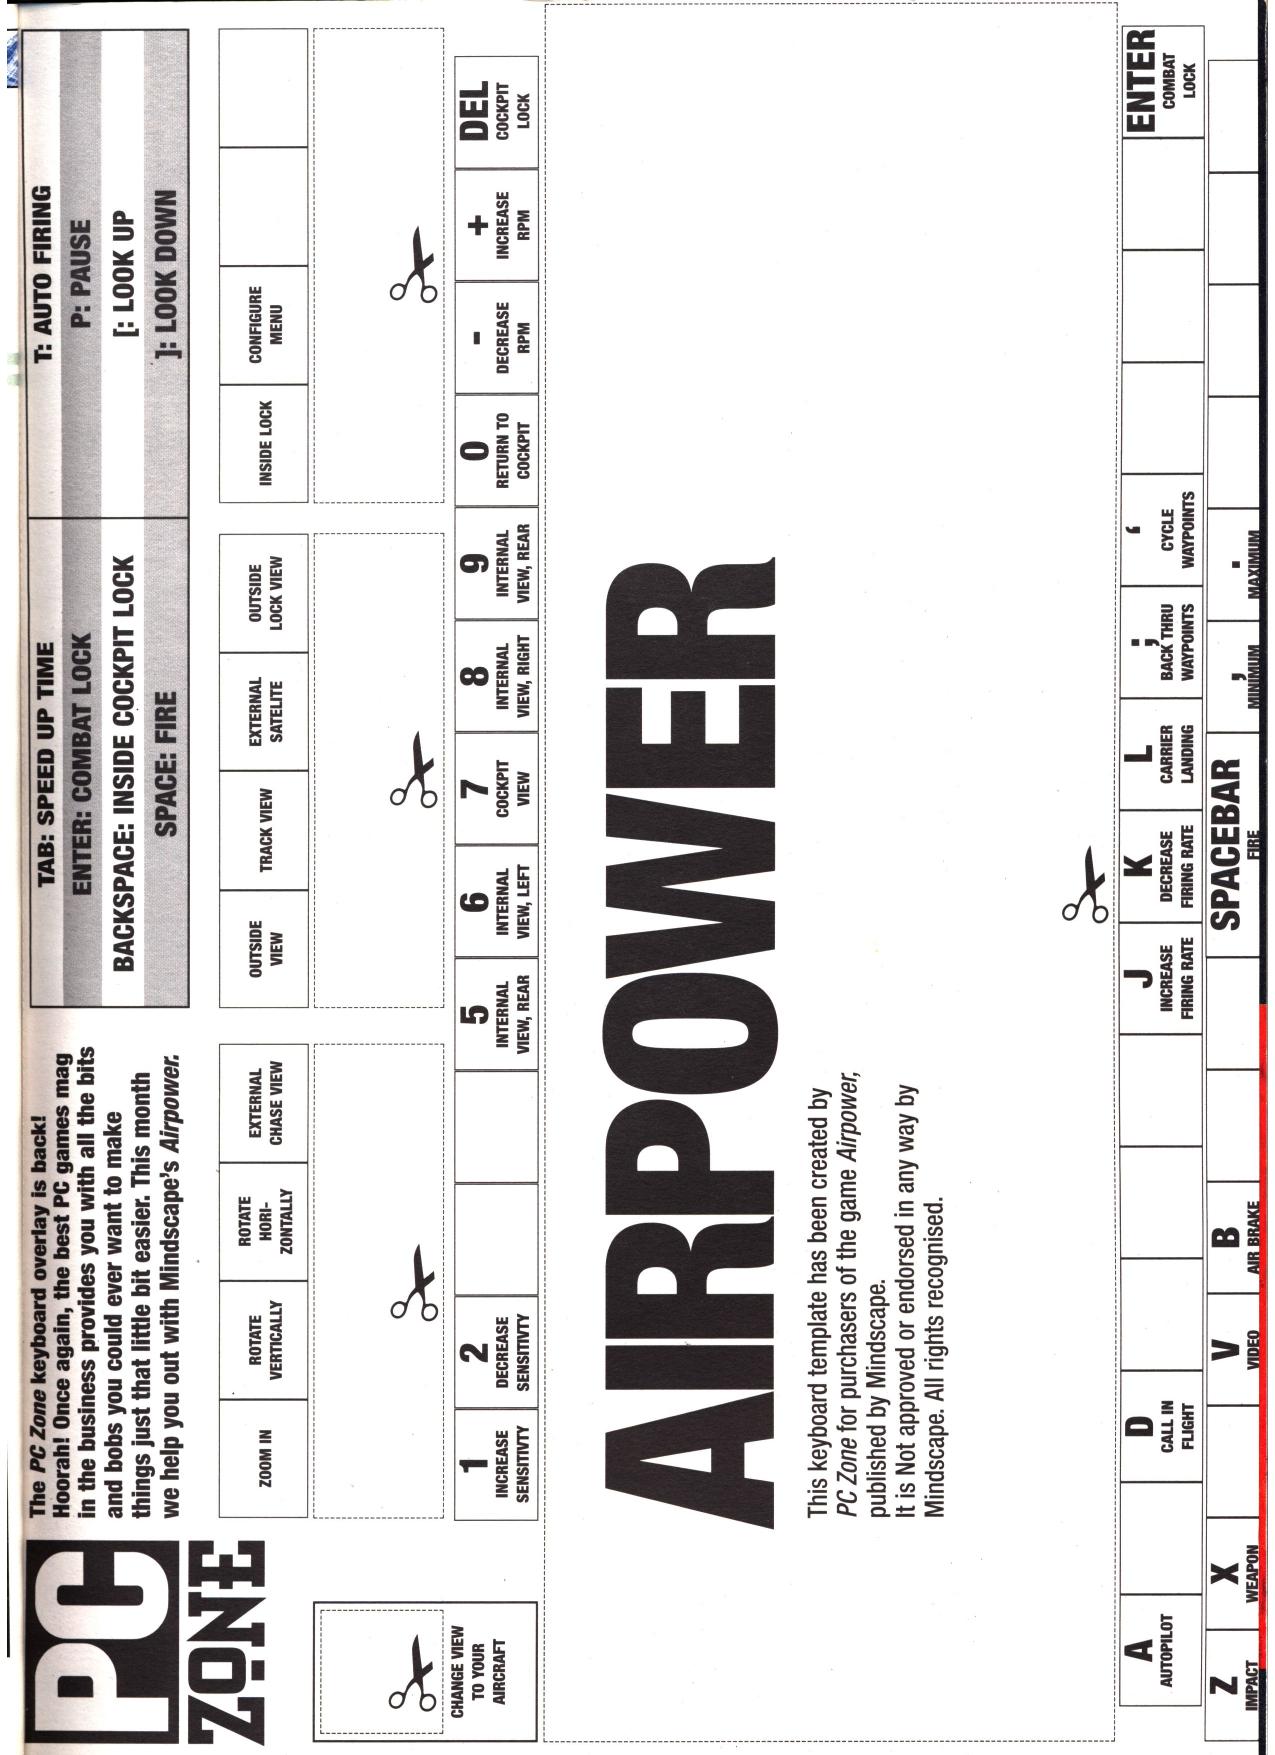 PC
ZONE
The PC Zone keyboard overlay is back!
Hoorah! Once again, the best PC games mag
in the business provides you with all the bits
and bobs you could ever want to make
things just that little bit easier. This month
we help you out with Mindscape's Airpower.
TAB: SPEED UP TIME
T: AUTO FIRING
ENTER: COMBAT LOCK
P: PAUSE
BACKSPACE: INSIDE COCKPIT LOCK
[: LOOK UP
SPACE: FIRE
]: LOOK DOWN
ZOOM IN
ROTATE
VERTICALLY
ROTATE
HORI-
ZONTALLY
EXTERNAL
CHASE VIEW
OUTSIDE
VIEW
TRACK VIEW
EXTERNAL
SATELITE
OUTSIDE
LOCK VIEW
INSIDE LOCK
CONFIGURE
MENU
CHANGE VIEW
TO YOUR
AIRCRAFT
1
INCREASE
SENSITIVTY
2
DECREASE
SENSITIVTY
5
INTERNAL
VIEW, REAR
6
INTERNAL
VIEW, LEFT
7
COCKPIT
VIEW
8
INTERNAL
VIEW, RIGHT
9
INTERNAL
VIEW, REAR
0
RETURN TO
COCKPIT
-
DECREASE
RPM
+
INCREASE
RPM
DEL
COCKPIT
LOCK
AIRPOWER
This keyboard template has been created by
PC Zone for purchasers of the game Airpower,
published by Mindscape.
It is Not approved or endorsed in any way by
Mindscape. All rights recognised.
A
AUTOPILOT
D
CALL IN
FLIGHT
J
INCREASE
FIRING RATE
K
DECREASE
FIRING RATE
L
CARRIER
LANDING
;
BACK THRU
WAYPOINTS
‘
CYCLE
WAYPOINTS
ENTER
COMBAT
LOCK
Z
IMPACT
X
WEAPON
V
VIDEO
B
AIR BRAKE
SPACEBAR
FIRE
,
MINIMUM
.
MAXIMUM